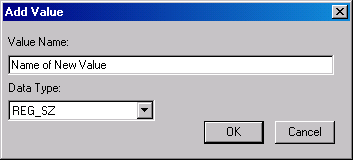 Add Value
Value Name:
Name of New Value
Data Type:
REG_SZ
OK Cancel